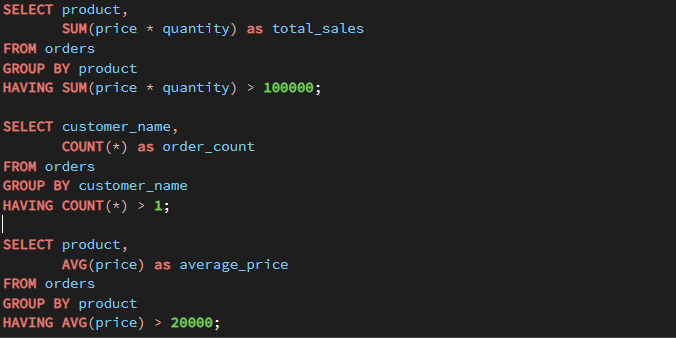 SELECT product,
       SUM(price * quantity) as total_sales
FROM orders
GROUP BY product
HAVING SUM(price * quantity) > 100000;

SELECT customer_name,
       COUNT(*) as order_count
FROM orders
GROUP BY customer_name
HAVING COUNT(*) > 1;

SELECT product,
       AVG(price) as average_price
FROM orders
GROUP BY product
HAVING AVG(price) > 20000;